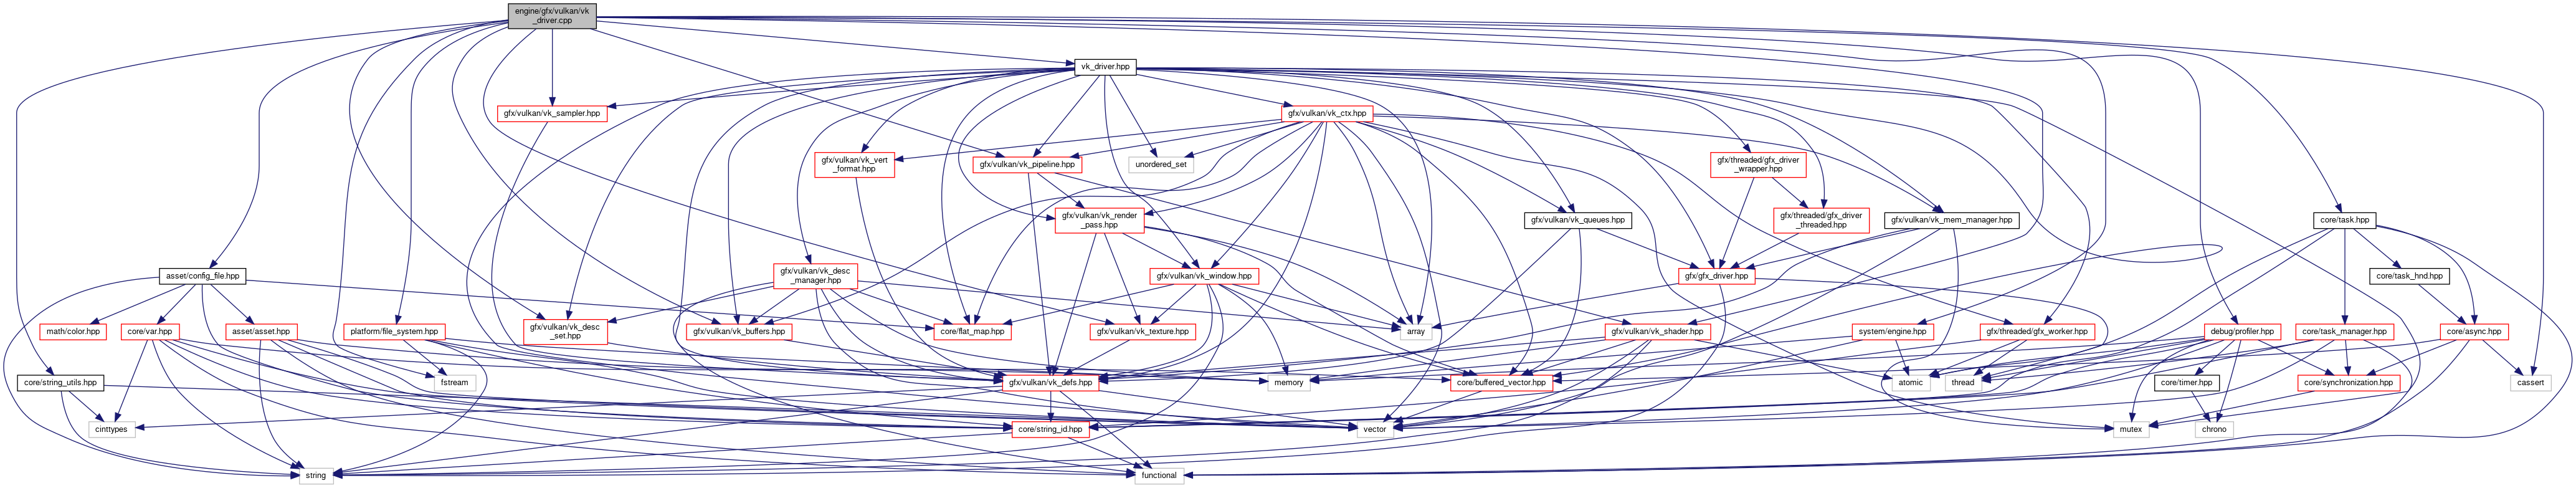 engine/gfx/vulkan/vk
_driver.cpp
vk_driver.hpp
gfx/vulkan/vk_sampler.hpp
gfx/vulkan/vk_ctx.hpp
gfx/vulkan/vk_vert
_format.hpp
gfx/vulkan/vk_pipeline.hpp
unordered_set
gfx/threaded/gfx_driver
_wrapper.hpp
gfx/vulkan/vk_render
_pass.hpp
gfx/vulkan/vk_queues.hpp
gfx/threaded/gfx_driver
_threaded.hpp
gfx/vulkan/vk_mem_manager.hpp
core/task.hpp
asset/config_file.hpp
gfx/vulkan/vk_desc
_manager.hpp
gfx/vulkan/vk_window.hpp
gfx/gfx_driver.hpp
core/task_hnd.hpp
math/color.hpp
core/var.hpp
asset/asset.hpp
platform/file_system.hpp
gfx/vulkan/vk_desc
_set.hpp
gfx/vulkan/vk_buffers.hpp
core/flat_map.hpp
gfx/vulkan/vk_texture.hpp
array
gfx/vulkan/vk_shader.hpp
system/engine.hpp
gfx/threaded/gfx_worker.hpp
debug/profiler.hpp
core/task_manager.hpp
core/async.hpp
core/string_utils.hpp
fstream
gfx/vulkan/vk_defs.hpp
memory
core/buffered_vector.hpp
atomic
thread
core/timer.hpp
core/synchronization.hpp
cassert
cinttypes
core/string_id.hpp
vector
mutex
chrono
string
functional